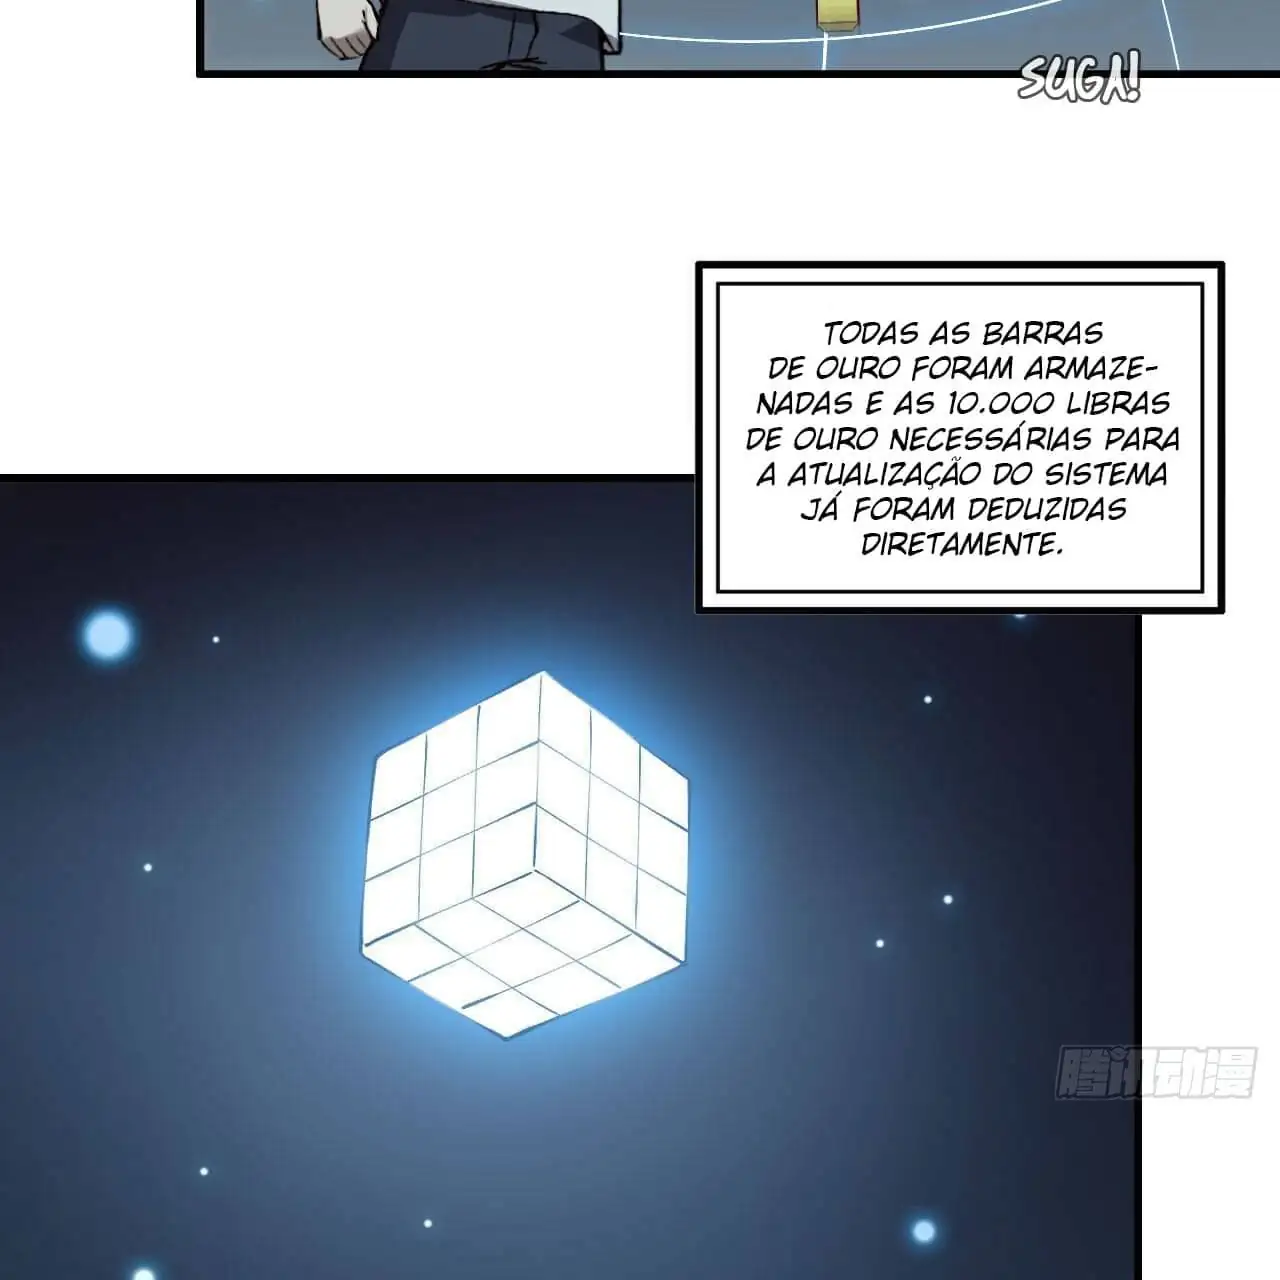 SUGA!
TODAS AS BARRAS
DE OURO FORAM ARMAZE-
NADAS E AS 10.000 LIBRAS
DE OURO NECESSÁRIAS PARA
A ATUALIZAÇÃO DO SISTEMA
JÁ FORAM DEDUZIDAS
DIRETAMENTE.
腾讯动漫